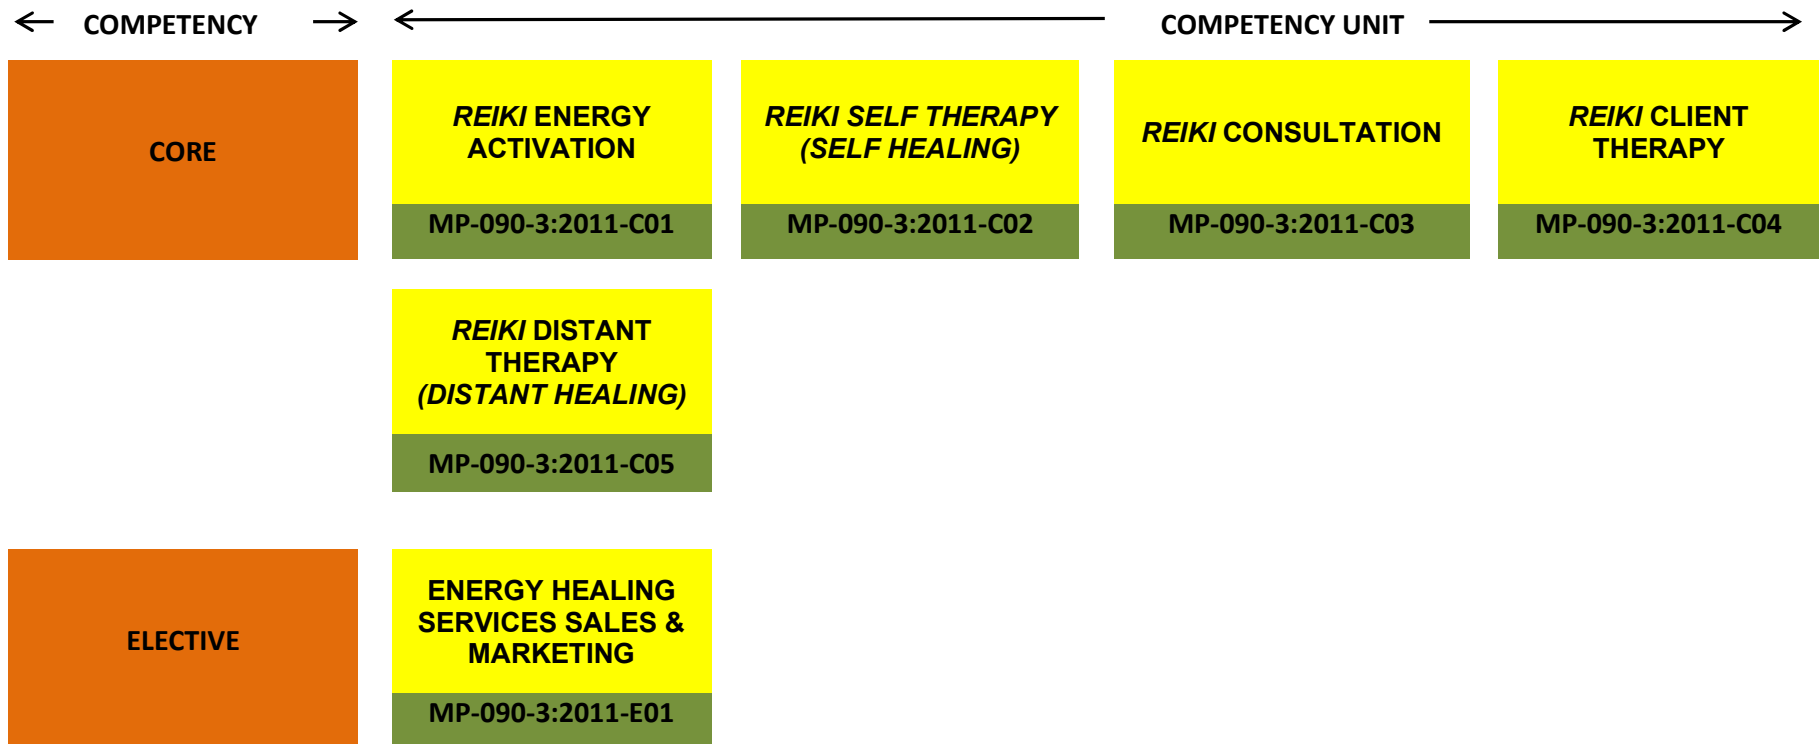 COMPETENCY
COMPETENCY UNIT
CORE
REIKI ENERGY
ACTIVATION
MP-090-3:2011-C01
REIKI SELF THERAPY
(SELF HEALING)
MP-090-3:2011-C02
REIKI CONSULTATION
MP-090-3:2011-C03
REIKI CLIENT
THERAPY
MP-090-3:2011-C04
REIKI DISTANT
THERAPY
(DISTANT HEALING)
MP-090-3:2011-C05
ELECTIVE
ENERGY HEALING
SERVICES SALES &
MARKETING
MP-090-3:2011-E01